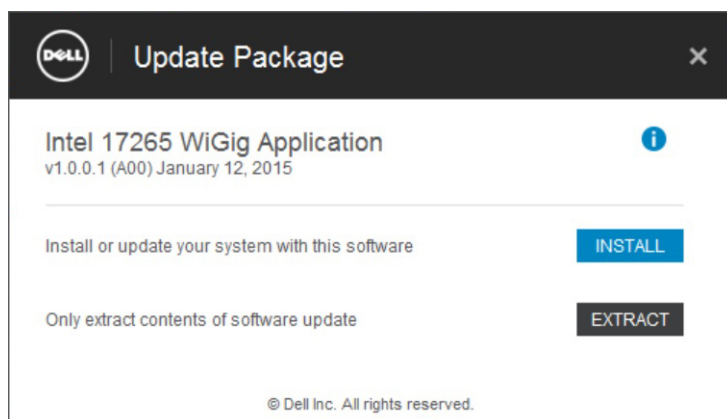 DELL
Update Package
Intel 17265 WiGig Application
v1.0.0.1 (A00) January 12, 2015
Install or update your system with this software
INSTALL
Only extract contents of software update
EXTRACT
© Dell Inc. All rights reserved.